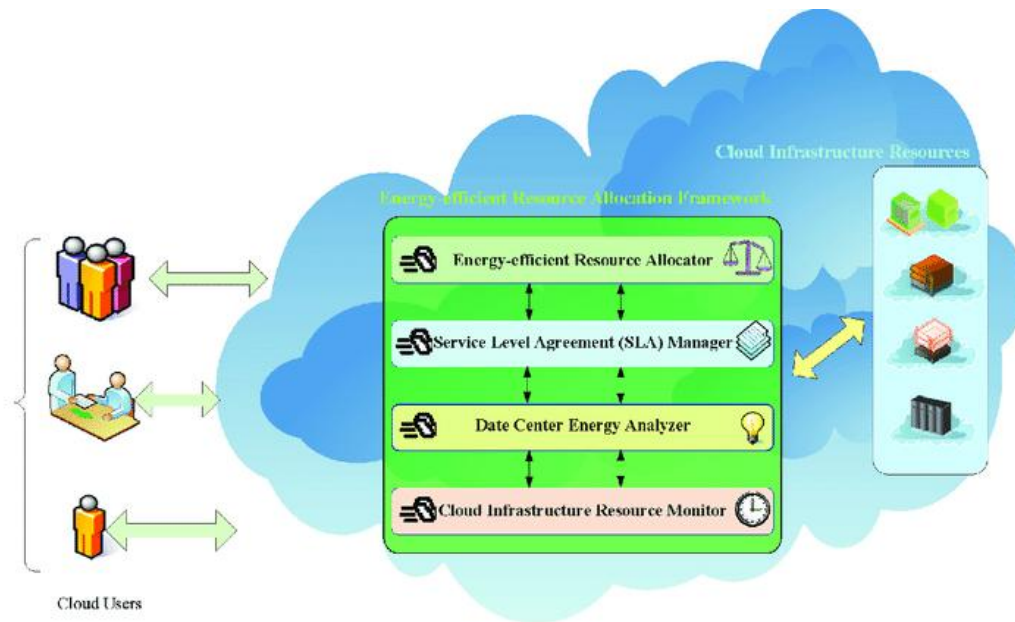 Cloud Infrastructure Resources
Energy-efficient Resource Allocation Framework
Energy-efficient Resource Allocator
Service Level Agreement (SLA) Manager
Date Center Energy Analyzer
Cloud Infrastructure Resource Monitor
Cloud Users